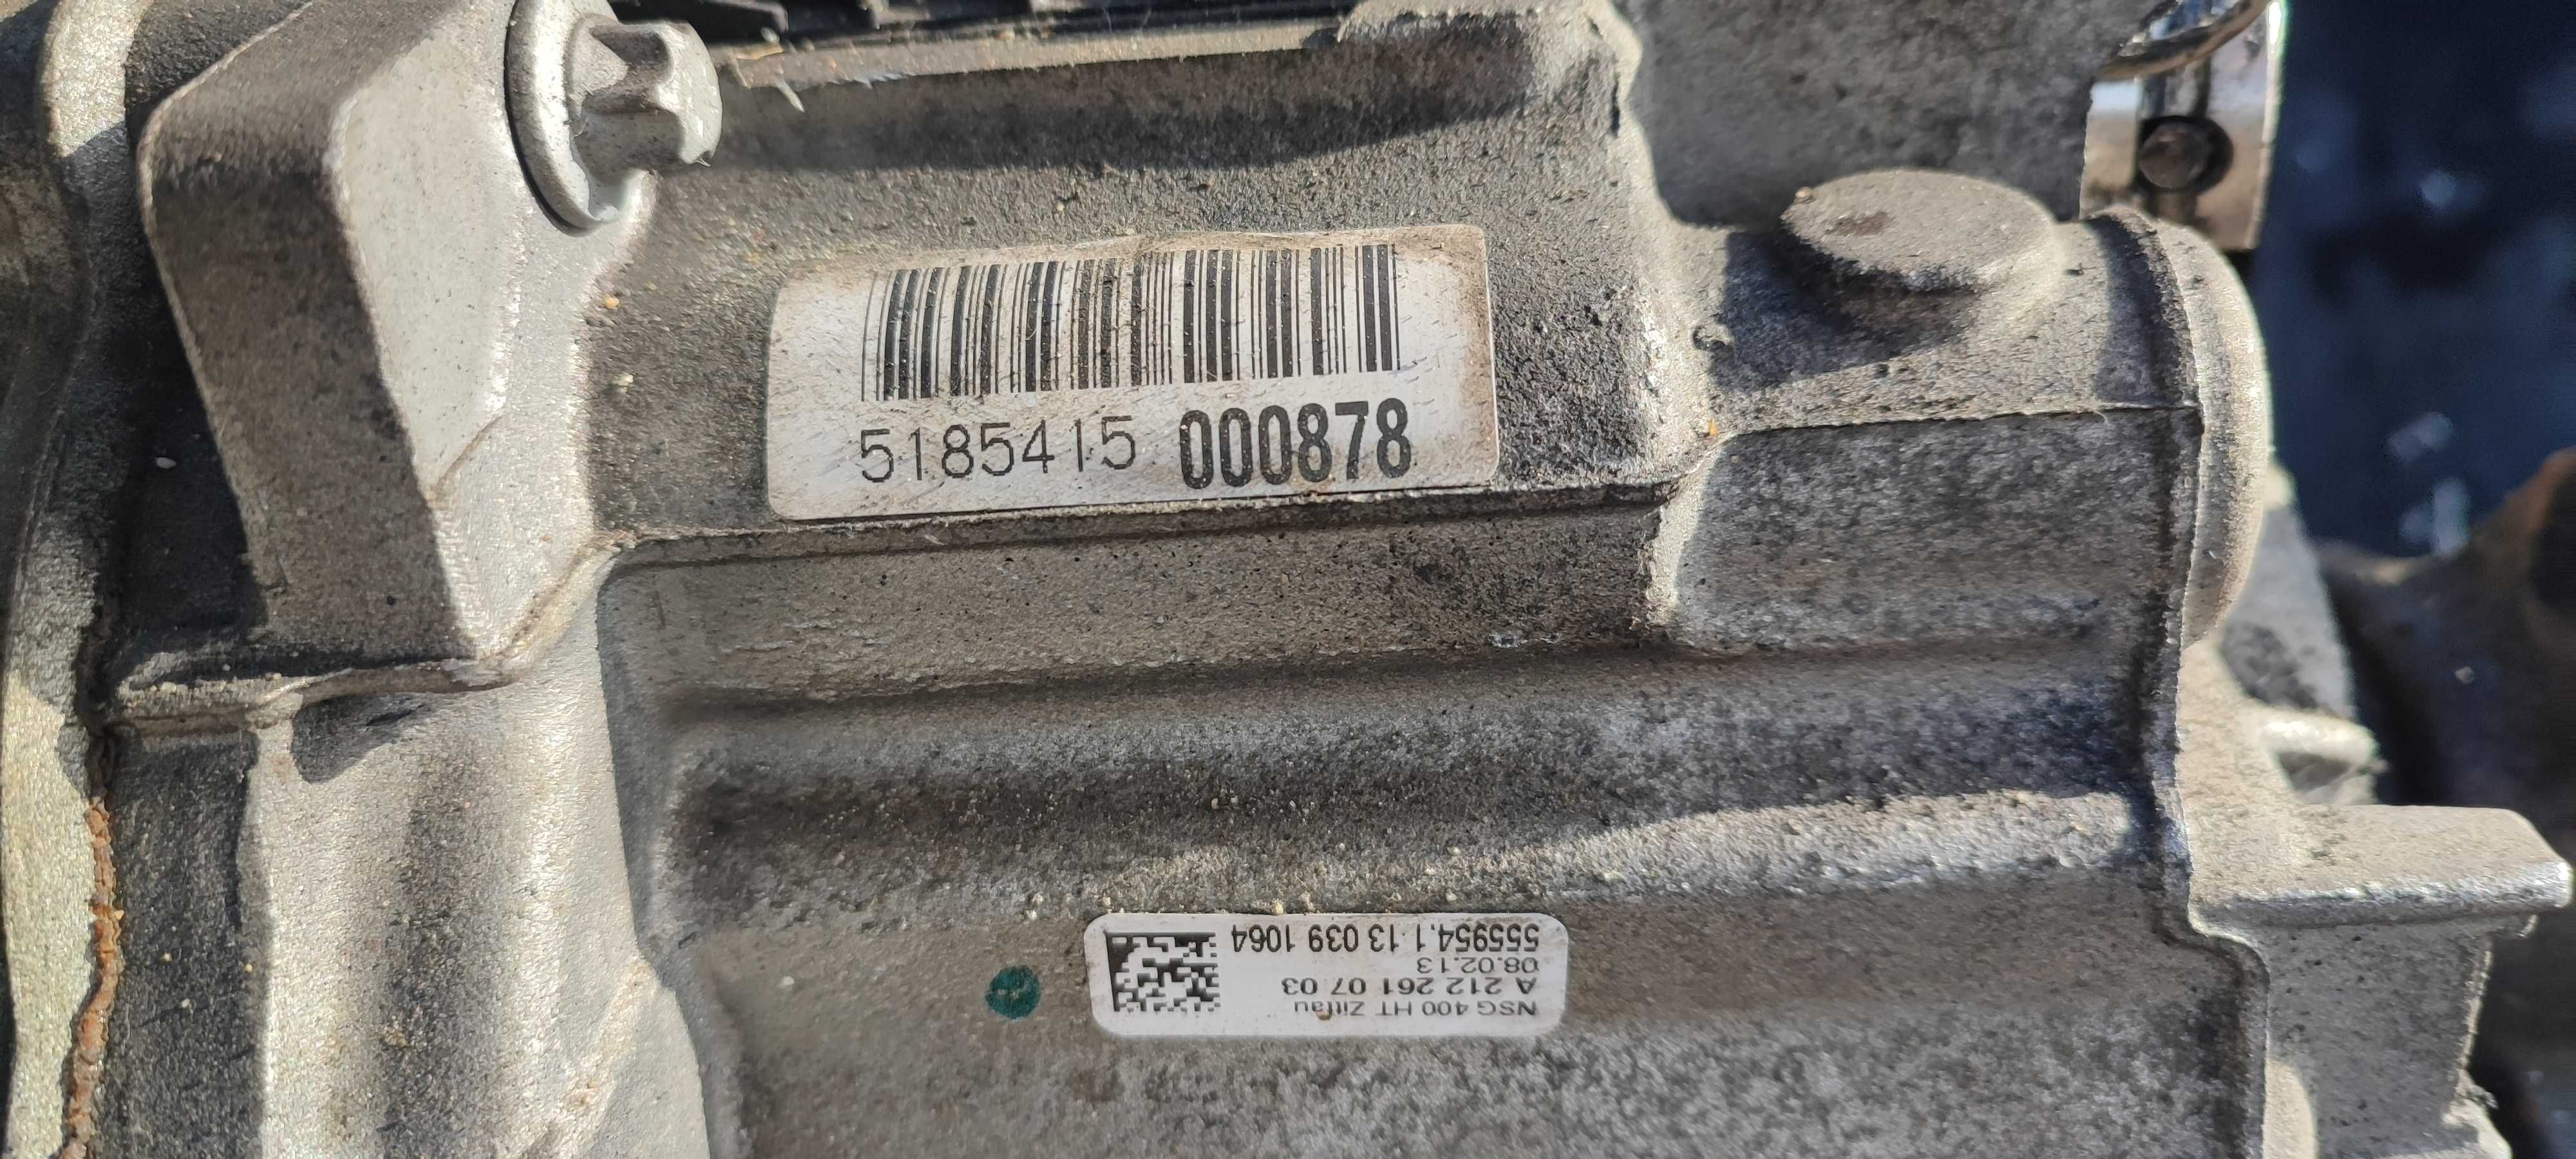 5185415 000878
NSG 400 HT Zittau
A 212 261 07 03
08.02.13
555954.1 13 039 1064